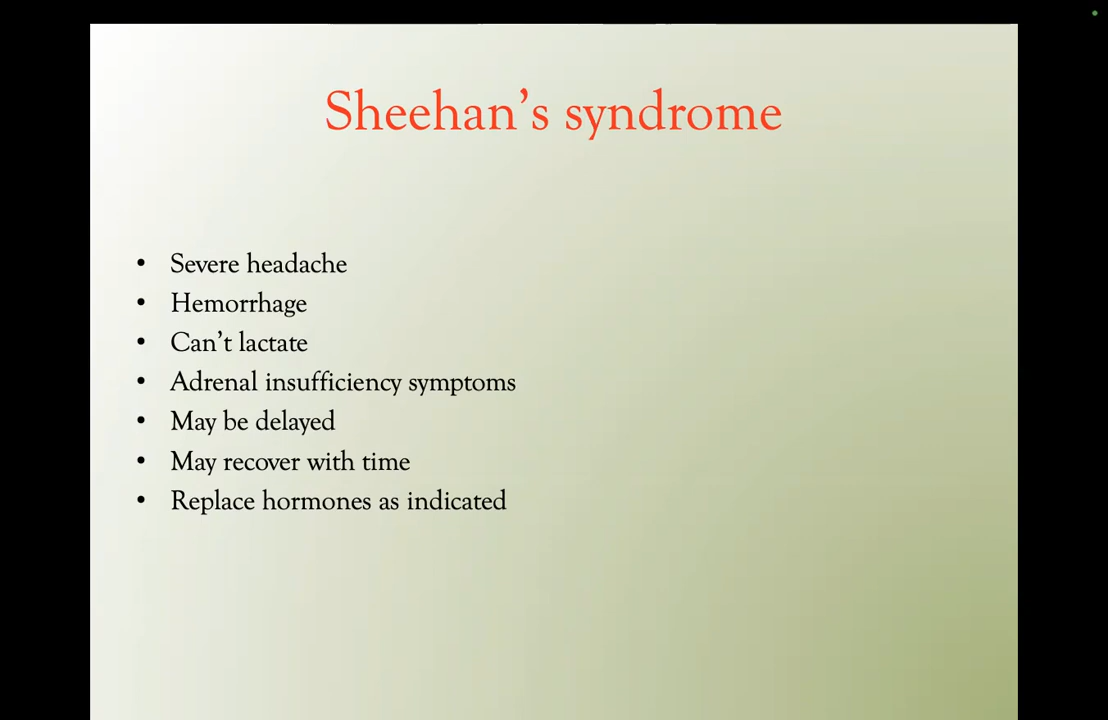 Sheehan’s syndrome
• Severe headache
• Hemorrhage
• Can’t lactate
• Adrenal insufficiency symptoms
• May be delayed
• May recover with time
• Replace hormones as indicated